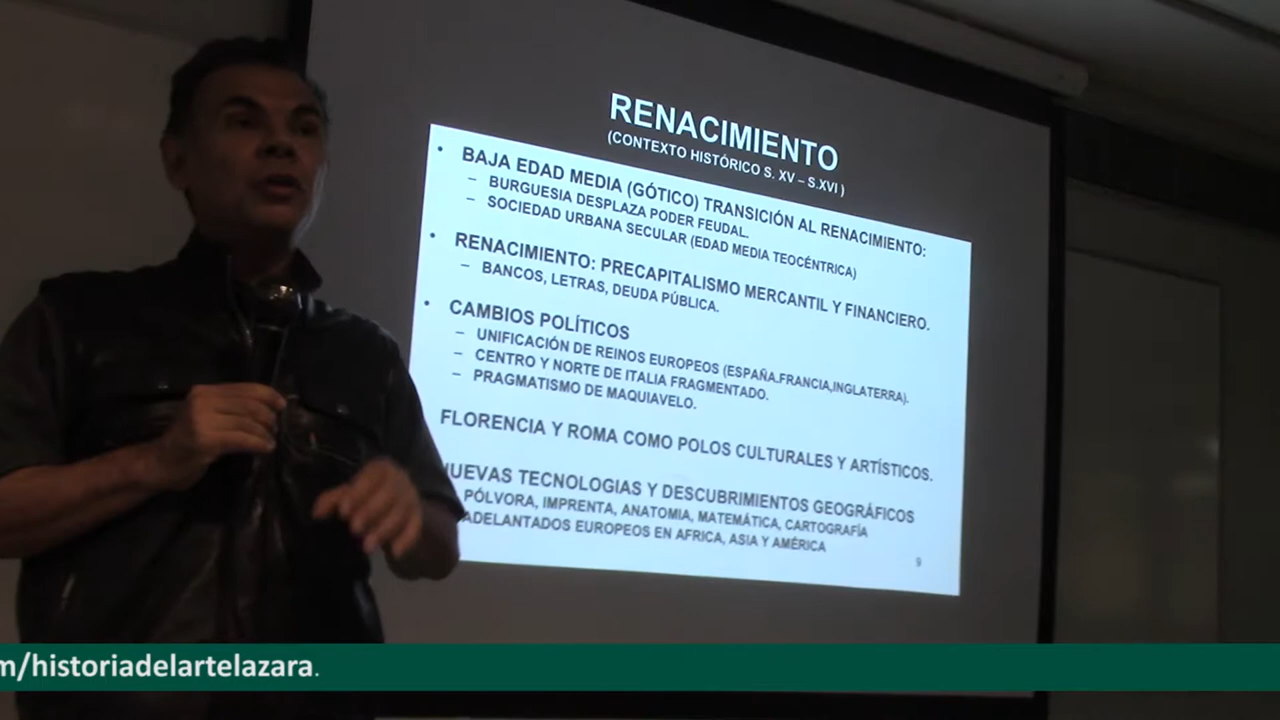 RENACIMIENTO
(CONTEXTO HISTÓRICO S. XV – S.XVI )
• BAJA EDAD MEDIA (GÓTICO) TRANSICIÓN AL RENACIMIENTO:
– BURGUESIA DESPLAZA PODER FEUDAL.
– SOCIEDAD URBANA SECULAR (EDAD MEDIA TEOCÉNTRICA)
• RENACIMIENTO: PRECAPITALISMO MERCANTIL Y FINANCIERO.
– BANCOS, LETRAS, DEUDA PÚBLICA.
• CAMBIOS POLÍTICOS
– UNIFICACIÓN DE REINOS EUROPEOS (ESPAÑA,FRANCIA,INGLATERRA).
– CENTRO Y NORTE DE ITALIA FRAGMENTADO.
– PRAGMATISMO DE MAQUIAVELO.
FLORENCIA Y ROMA COMO POLOS CULTURALES Y ARTÍSTICOS.
UEVAS TECNOLOGIAS Y DESCUBRIMIENTOS GEOGRÁFICOS
PÓLVORA, IMPRENTA, ANATOMIA, MATEMÁTICA, CARTOGRAFÍA
ADELANTADOS EUROPEOS EN AFRICA, ASIA Y AMÉRICA
9
m/historiadelartelazara.